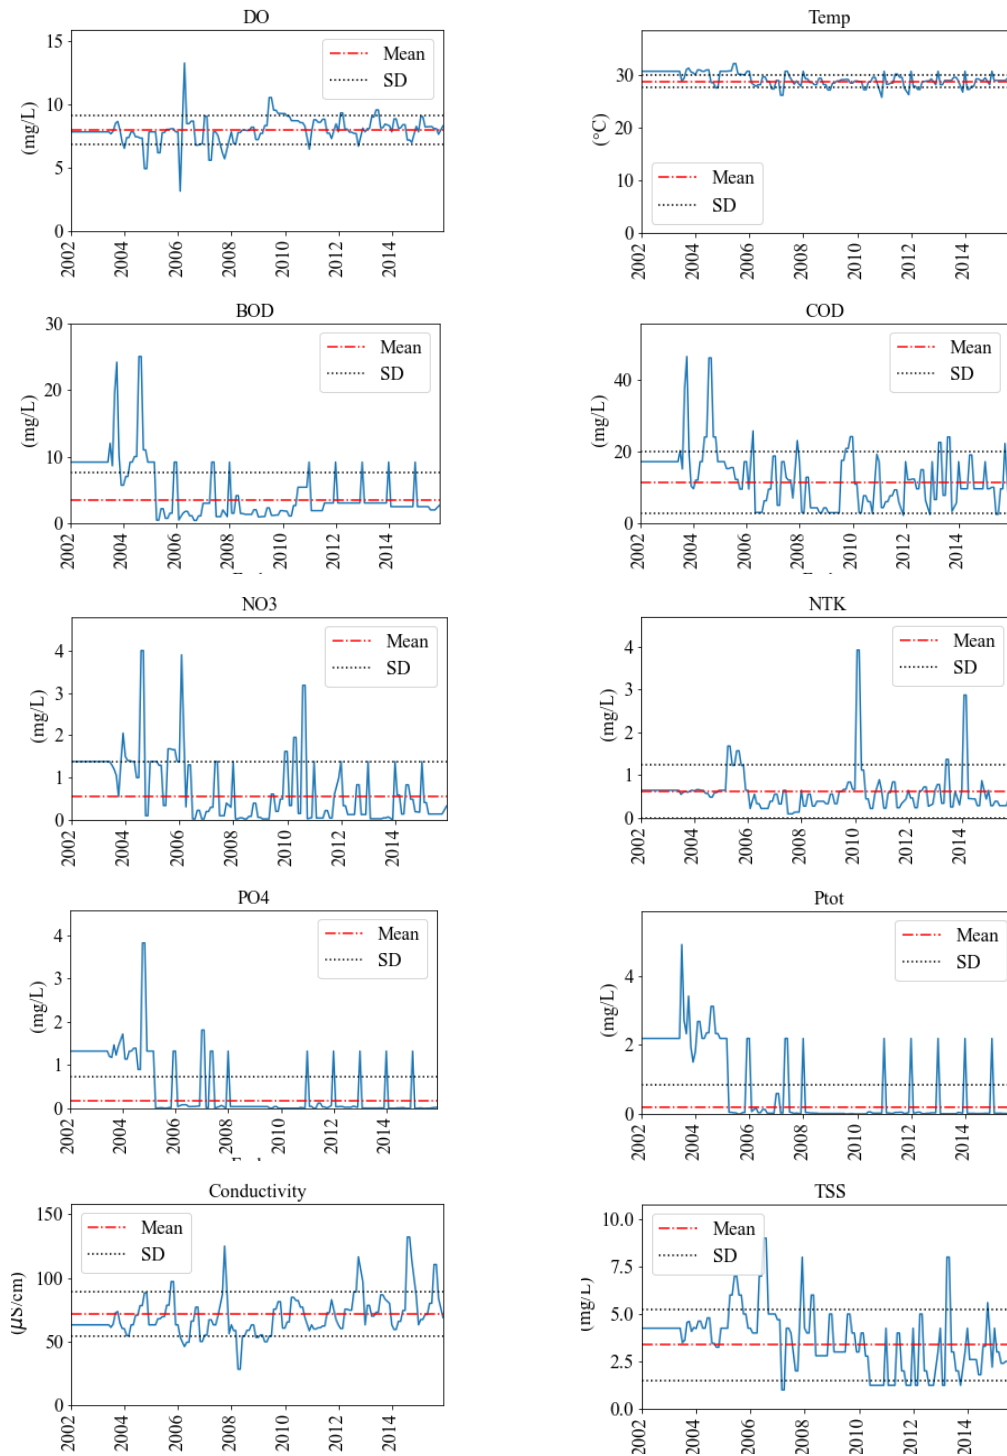 DO
15
10
5
0
(mg/L)
Mean
SD
2002
2004
2006
2008
2010
2012
2014
Temp
30
20
10
0
(°C)
Mean
SD
2002
2004
2006
2008
2010
2012
2014
BOD
30
20
10
0
(mg/L)
Mean
SD
2002
2004
2006
2008
2010
2012
2014
COD
40
20
0
(mg/L)
Mean
SD
2002
2004
2006
2008
2010
2012
2014
NO3
4
3
2
1
0
(mg/L)
Mean
SD
2002
2004
2006
2008
2010
2012
2014
NTK
4
3
2
1
0
(mg/L)
Mean
SD
2002
2004
2006
2008
2010
2012
2014
PO4
4
3
2
1
0
(mg/L)
Mean
SD
2002
2004
2006
2008
2010
2012
2014
Ptot
4
2
0
(mg/L)
Mean
SD
2002
2004
2006
2008
2010
2012
2014
Conductivity
150
100
50
0
(μS/cm)
Mean
SD
2002
2004
2006
2008
2010
2012
2014
TSS
10.0
7.5
5.0
2.5
0.0
(mg/L)
Mean
SD
2002
2004
2006
2008
2010
2012
2014